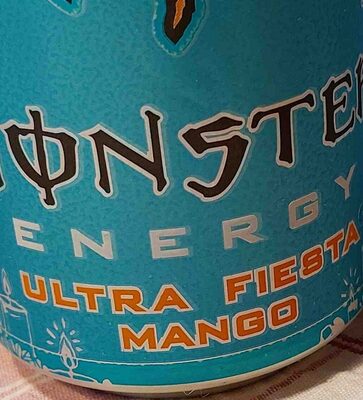 MONSTER
ENERGY
ULTRA FIESTA
MANGO